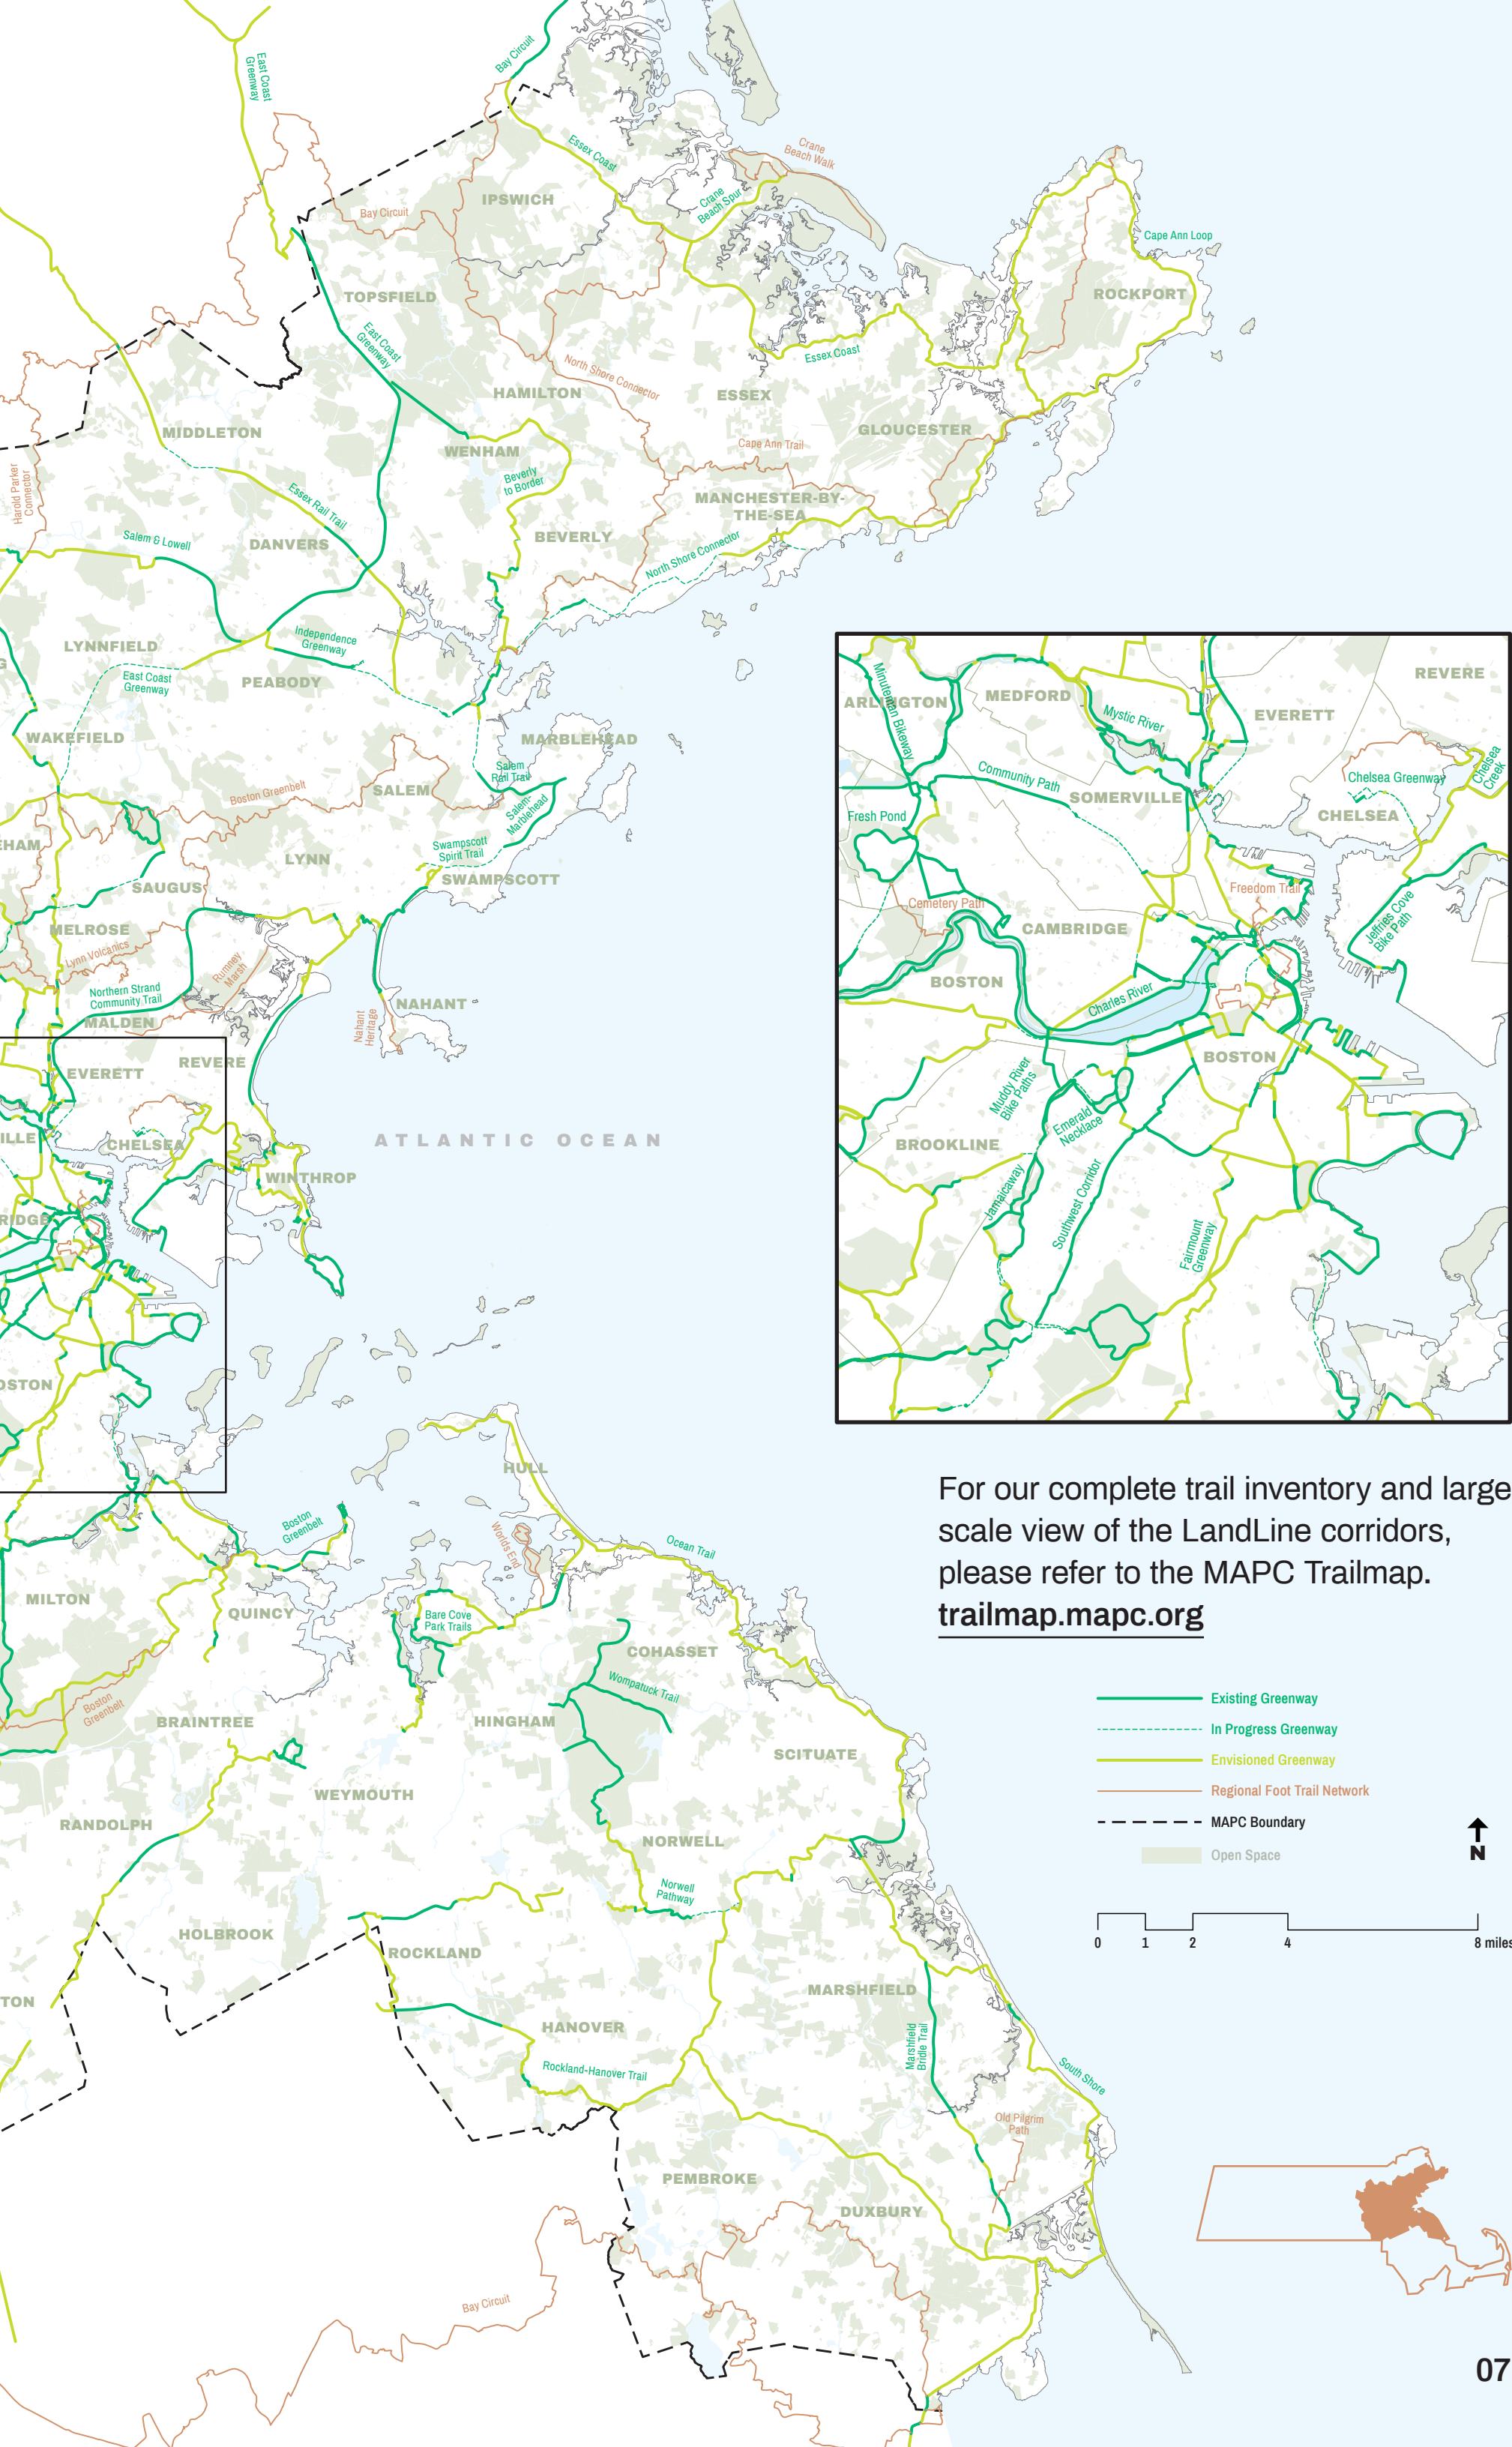 East Coast
Greenway
Bay Circuit
Essex Coast
Crane
Beach Walk
Crane
Beach Spur
IPSWICH
Bay Circuit
Cape Ann Loop
TOPSFIELD
ROCKPORT
East Coast
Greenway
Essex Coast
North Shore Connector
HAMILTON
ESSEX
MIDDLETON
GLOUCESTER
Cape Ann Trail
WENHAM
Harold Parker
Connector
Beverly
to Border
Essex Rail Trail
MANCHESTER-BY-
THE-SEA
Salem & Lowell
DANVERS
BEVERLY
North Shore Connector
Independence
Greenway
LYNNFIELD
G
East Coast
Greenway
PEABODY
WAKEFIELD
MARBLEHEAD
Salem
Rail Trail
Boston Greenbelt
SALEM
Salem-
Marblehead
EHAM
Swampscott
Spirit Trail
LYNN
SWAMPSCOTT
SAUGUS
MELROSE
Lynn Volcanics
Rumney
Marsh
Northern Strand
Community Trail
NAHANT
Nahant
Heritage
MALDEN
REVERE
EVERETT
ILLE
CHELSEA
ATLANTIC OCEAN
WINTHROP
RIDGE
OSTON
REVERE
Minuteman Bikeway
ARLINGTON
MEDFORD
Mystic River
EVERETT
Chelsea
Creek
Community Path
Chelsea Greenway
SOMERVILLE
Fresh Pond
CHELSEA
Freedom Trail
Cemetery Path
CAMBRIDGE
Jeffries Cove
Bike Path
BOSTON
Charles River
BOSTON
Muddy River
Bike Paths
Emerald
Necklace
BROOKLINE
Jamaicaway
Southwest Corridor
Fairmount
Greenway
For our complete trail inventory and large
scale view of the LandLine corridors,
please refer to the MAPC Trailmap.
trailmap.mapc.org
HULL
Boston
Greenbelt
Worlds End
Ocean Trail
MILTON
QUINCY
Bare Cove
Park Trails
COHASSET
Wompatuck Trail
Boston
Greenbelt
BRAINTREE
HINGHAM
SCITUATE
WEYMOUTH
RANDOLPH
NORWELL
Norwell
Pathway
HOLBROOK
ROCKLAND
TON
MARSHFIELD
HANOVER
Marshfield
Bridle Trail
Rockland-Hanover Trail
South Shore
Old Pilgrim
Path
PEMBROKE
DUXBURY
Bay Circuit
Existing Greenway
In Progress Greenway
Envisioned Greenway
Regional Foot Trail Network
MAPC Boundary
Open Space
N
0 1 2 4 8 miles
07